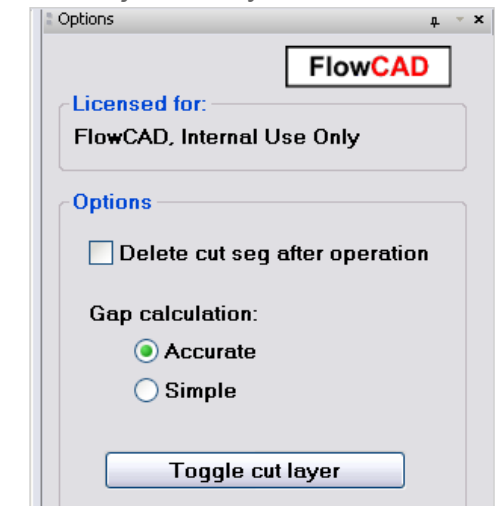 Options
FlowCAD
Licensed for:
FlowCAD, Internal Use Only
Options
Delete cut seg after operation
Gap calculation:
Accurate
Simple
Toggle cut layer